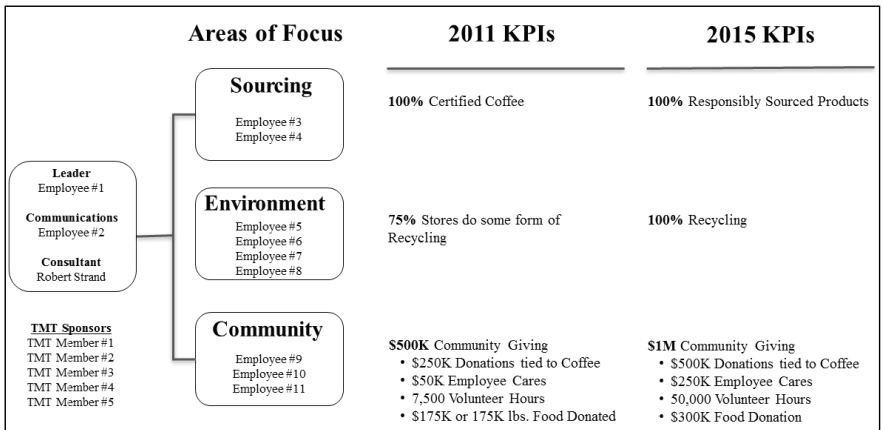 Areas of Focus
2011 KPIs
2015 KPIs
Leader
Employee #1
Communications
Employee #2
Consultant
Robert Strand
TMT Sponsors
TMT Member #1
TMT Member #2
TMT Member #3
TMT Member #4
TMT Member #5
Sourcing
Employee #3
Employee #4
100% Certified Coffee
100% Responsibly Sourced Products
Environment
Employee #5
Employee #6
Employee #7
Employee #8
75% Stores do some form of
Recycling
100% Recycling
Community
Employee #9
Employee #10
Employee #11
$500K Community Giving
• $250K Donations tied to Coffee
• $50K Employee Cares
• 7,500 Volunteer Hours
• $175K or 175K lbs. Food Donated
$1M Community Giving
• $500K Donations tied to Coffee
• $250K Employee Cares
• 50,000 Volunteer Hours
• $300K Food Donation